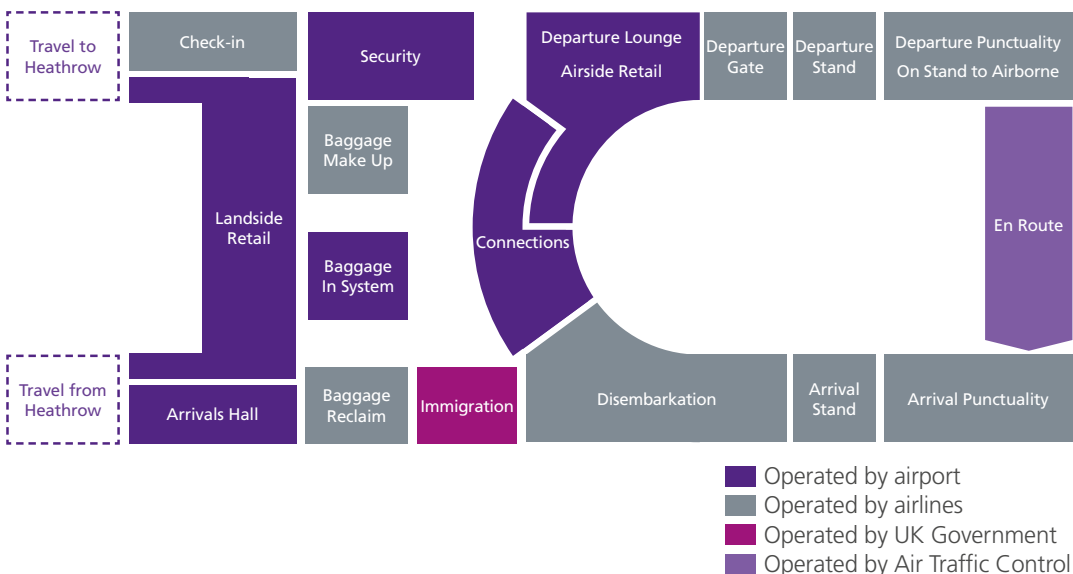 Travel to
Heathrow
Check-in
Security
Departure Lounge
Airside Retail
Departure
Gate
Departure
Stand
Departure Punctuality
On Stand to Airborne
Baggage
Make Up
Landside
Retail
Baggage
In System
Connections
En Route
Travel from
Heathrow
Arrivals Hall
Baggage
Reclaim
Immigration
Disembarkation
Arrival
Stand
Arrival Punctuality
Operated by airport
Operated by airlines
Operated by UK Government
Operated by Air Traffic Control